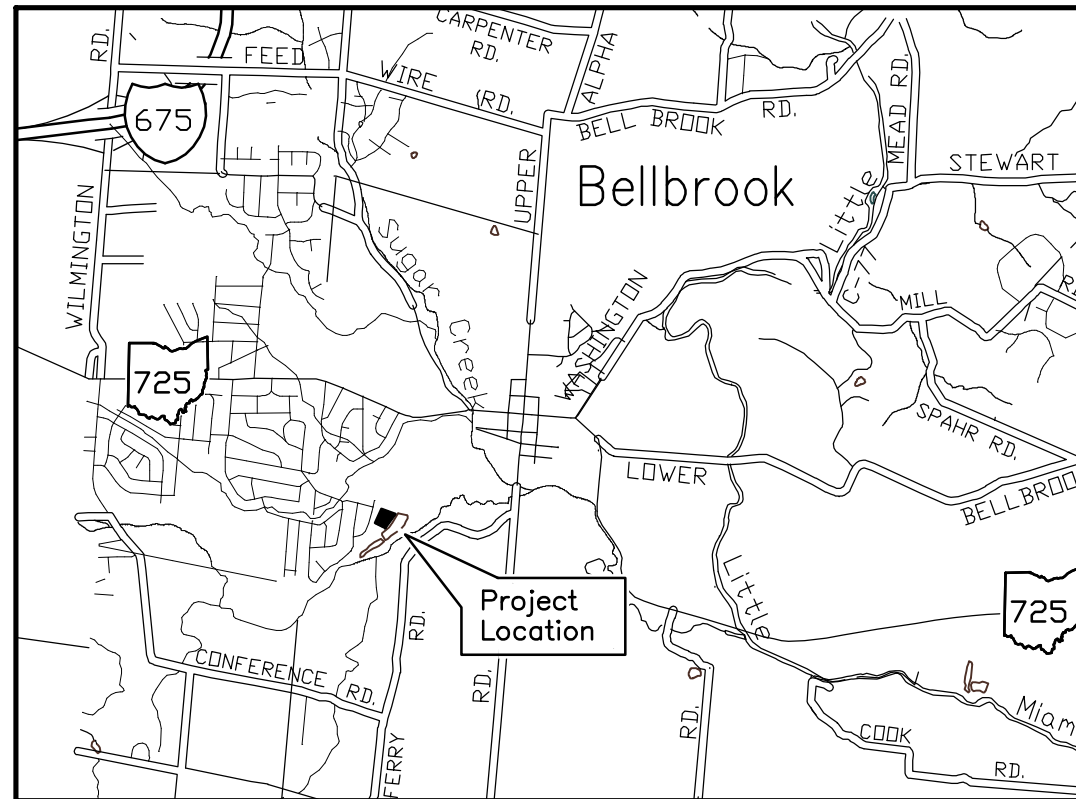 CARPENTER
RD.
RD.
FEED
WIRE
RD.
ALPHA
BELL BROOK
RD.
MEAD RD.
675
STEWART
Bellbrook
UPPER
WILMINGTON
Little
Sugar
Creek
C-77
WASHINGTON
MILL
725
SPAHR RD.
LOWER
BELLBROO
Little
Project
Location
725
RD.
CONFERENCE RD.
RD.
RD.
Miam
COOK
RD.
FERRY